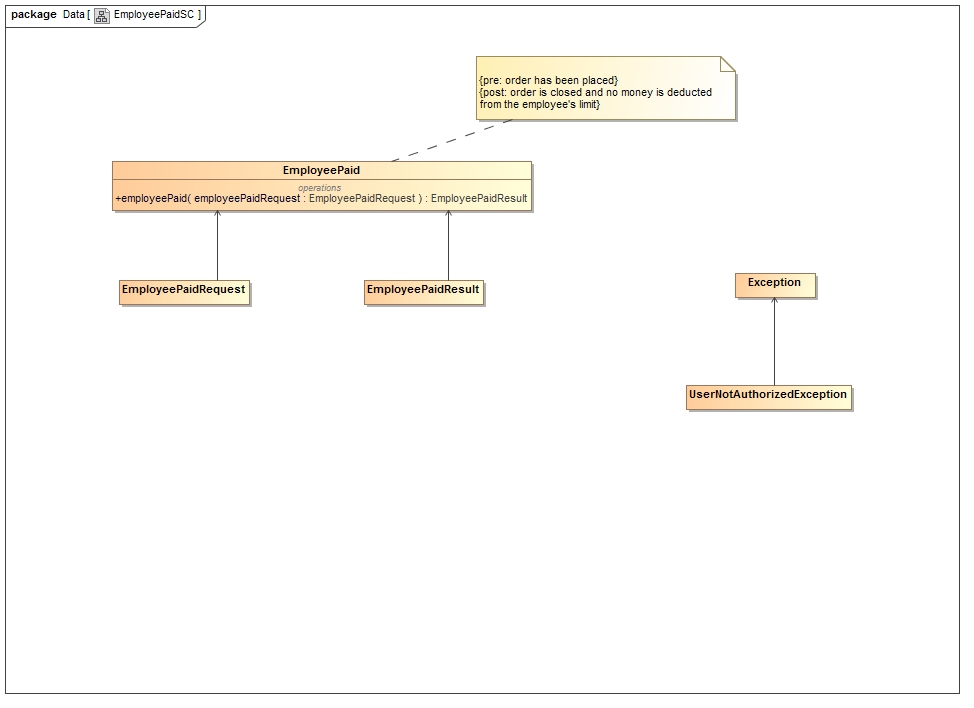 package Data [ EmployeePaidSC ]
{pre: order has been placed}
{post: order is closed and no money is deducted
from the employee's limit}
EmployeePaid
operations
+employeePaid( employeePaidRequest : EmployeePaidRequest ) : EmployeePaidResult
EmployeePaidRequest
EmployeePaidResult
Exception
UserNotAuthorizedException